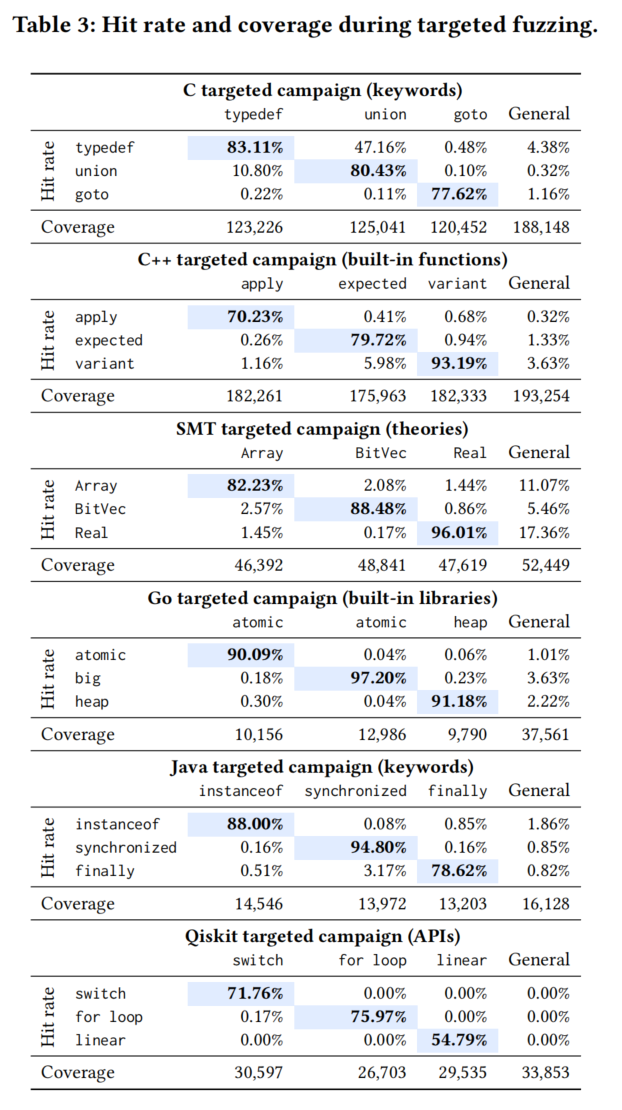 Table 3: Hit rate and coverage during targeted fuzzing.
C targeted campaign (keywords)
typedef union goto General
Hit rate
typedef 83.11% 47.16% 0.48% 4.38%
union 10.80% 80.43% 0.10% 0.32%
goto 0.22% 0.11% 77.62% 1.16%
Coverage 123,226 125,041 120,452 188,148
C++ targeted campaign (built-in functions)
apply expected variant General
Hit rate
apply 70.23% 0.41% 0.68% 0.32%
expected 0.26% 79.72% 0.94% 1.33%
variant 1.16% 5.98% 93.19% 3.63%
Coverage 182,261 175,963 182,333 193,254
SMT targeted campaign (theories)
Array BitVec Real General
Hit rate
Array 82.23% 2.08% 1.44% 11.07%
BitVec 2.57% 88.48% 0.86% 5.46%
Real 1.45% 0.17% 96.01% 17.36%
Coverage 46,392 48,841 47,619 52,449
Go targeted campaign (built-in libraries)
atomic atomic heap General
Hit rate
atomic 90.09% 0.04% 0.06% 1.01%
big 0.18% 97.20% 0.23% 3.63%
heap 0.30% 0.04% 91.18% 2.22%
Coverage 10,156 12,986 9,790 37,561
Java targeted campaign (keywords)
instanceof synchronized finally General
Hit rate
instanceof 88.00% 0.08% 0.85% 1.86%
synchronized 0.16% 94.80% 0.16% 0.85%
finally 0.51% 3.17% 78.62% 0.82%
Coverage 14,546 13,972 13,203 16,128
Qiskit targeted campaign (APIs)
switch for loop linear General
Hit rate
switch 71.76% 0.00% 0.00% 0.00%
for loop 0.17% 75.97% 0.00% 0.00%
linear 0.00% 0.00% 54.79% 0.00%
Coverage 30,597 26,703 29,535 33,853